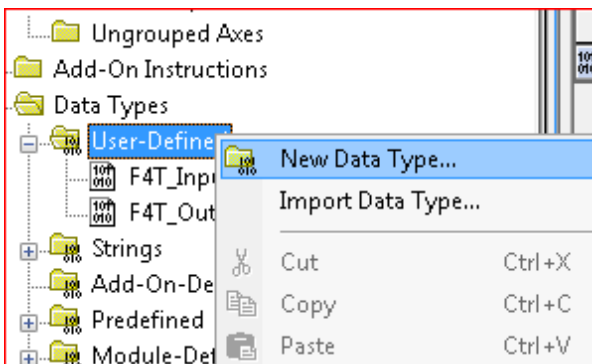 Ungrouped Axes
Add-On Instructions
Data Types
User-Define
New Data Type...
F4T_Inp
Import Data Type...
F4T_Out
Strings
Cut Ctrl+X
Add-On-De
Copy Ctrl+C
Predefined
Paste Ctrl+V
Module-Def